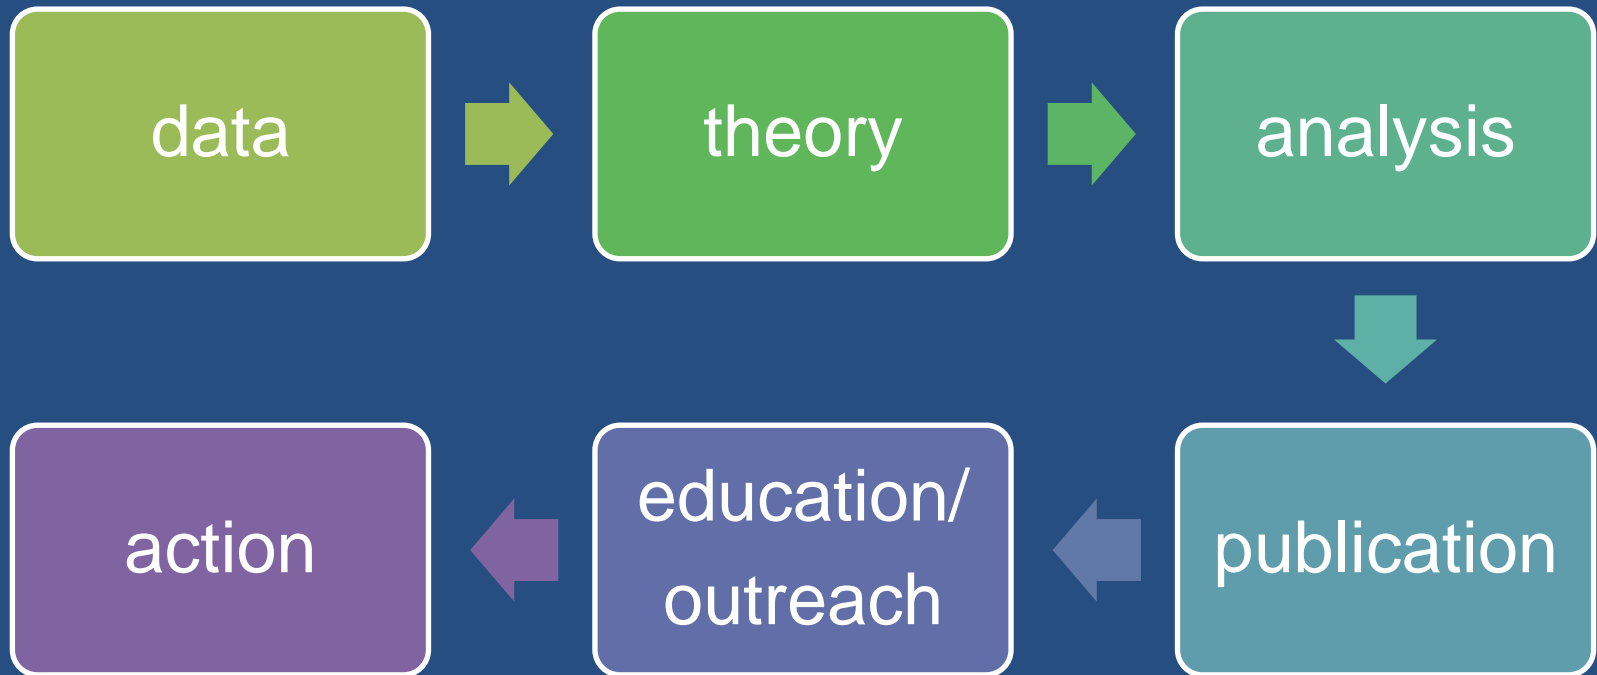 data
theory
analysis
publication
education/
outreach
action